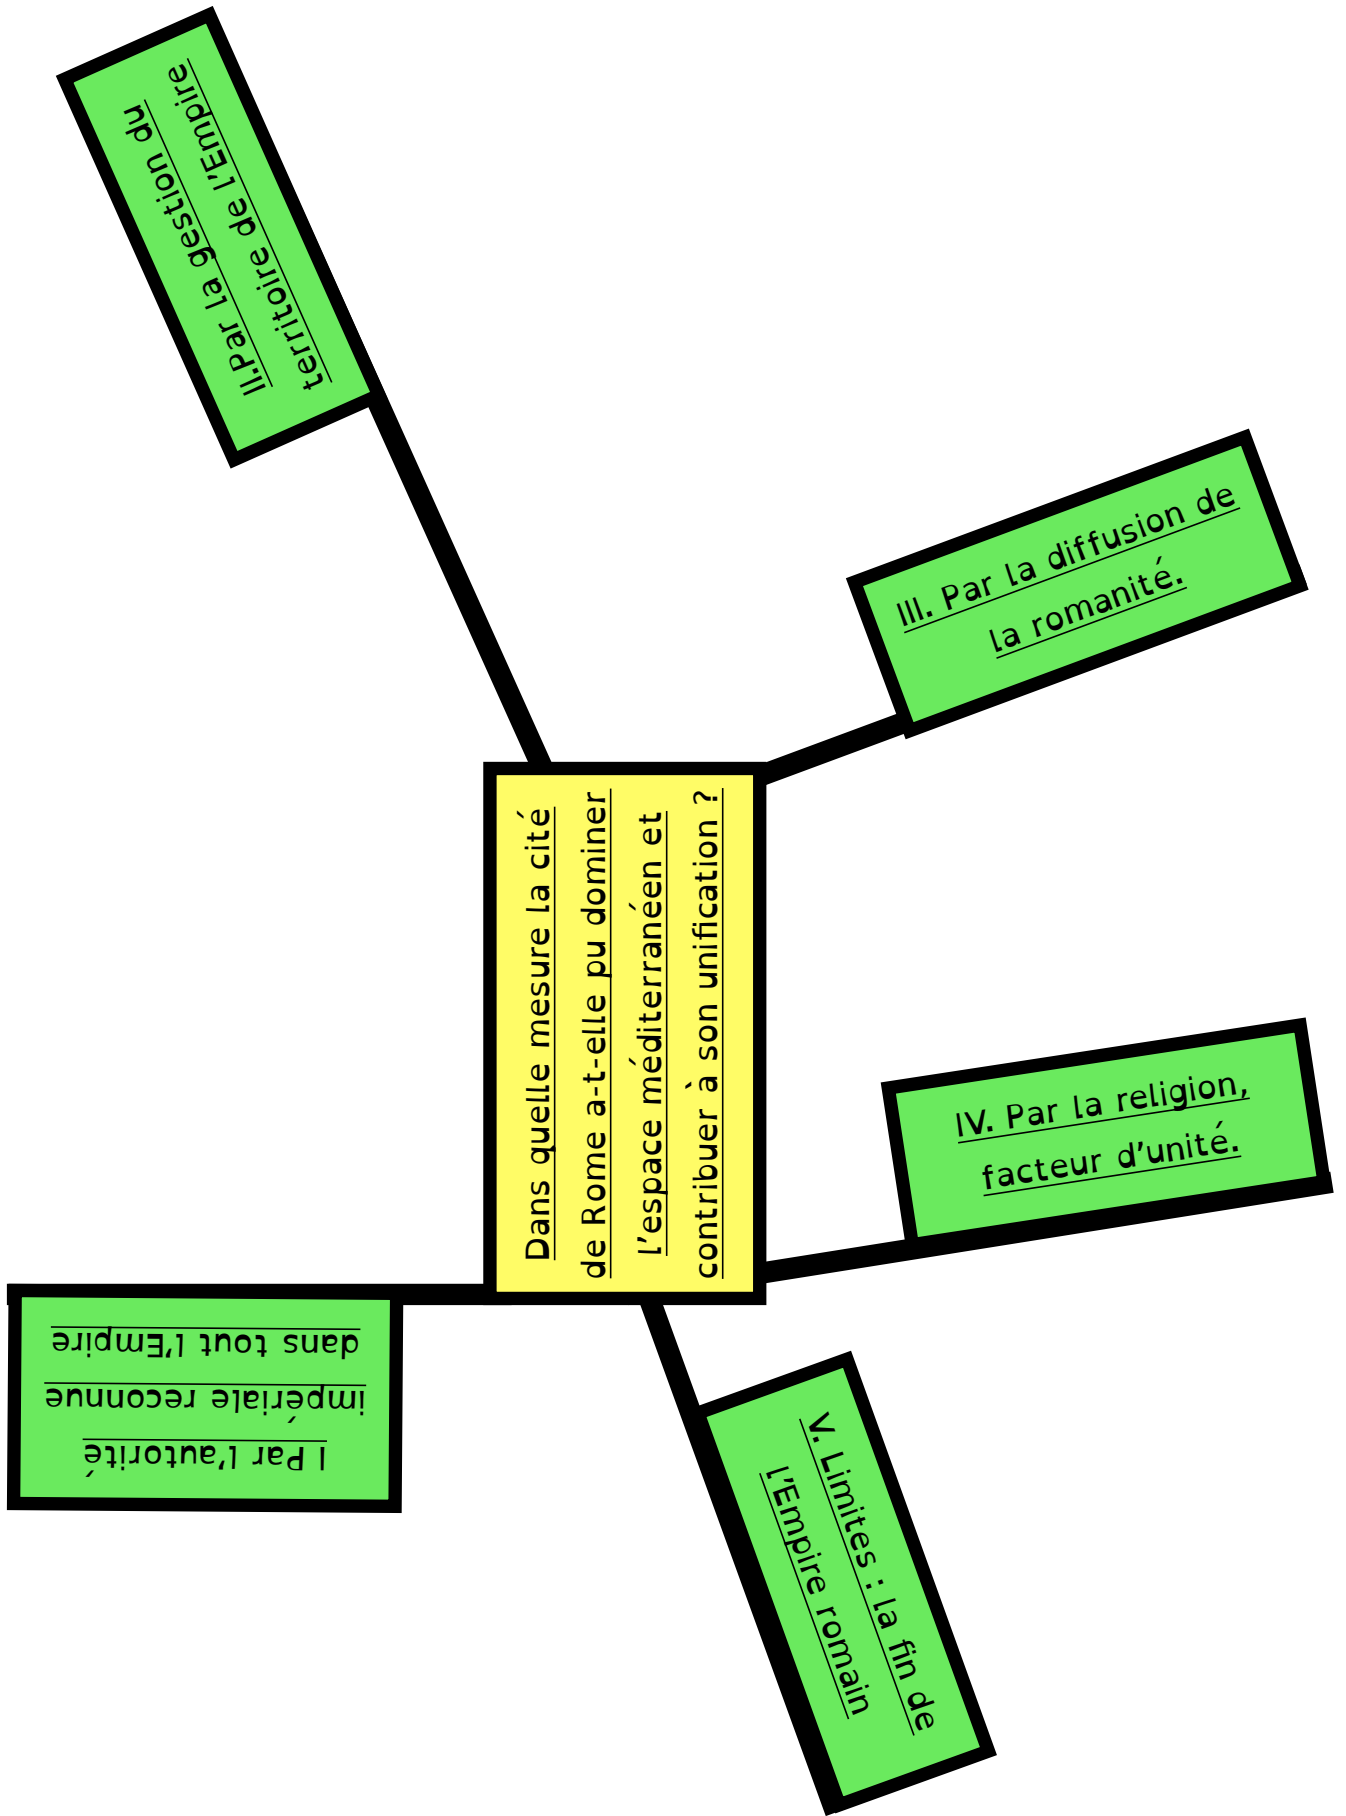 Dans quelle mesure la cité
de Rome a-t-elle pu dominer
l'espace méditerranéen et
contribuer à son unification ?
I Par l'autorité
impériale reconnue
dans tout l'Empire
II.Par la gestion du
territoire de l'Empire
III. Par la diffusion de
la romanité.
IV. Par la religion,
facteur d'unité.
V. Limites : la fin de
l'Empire romain